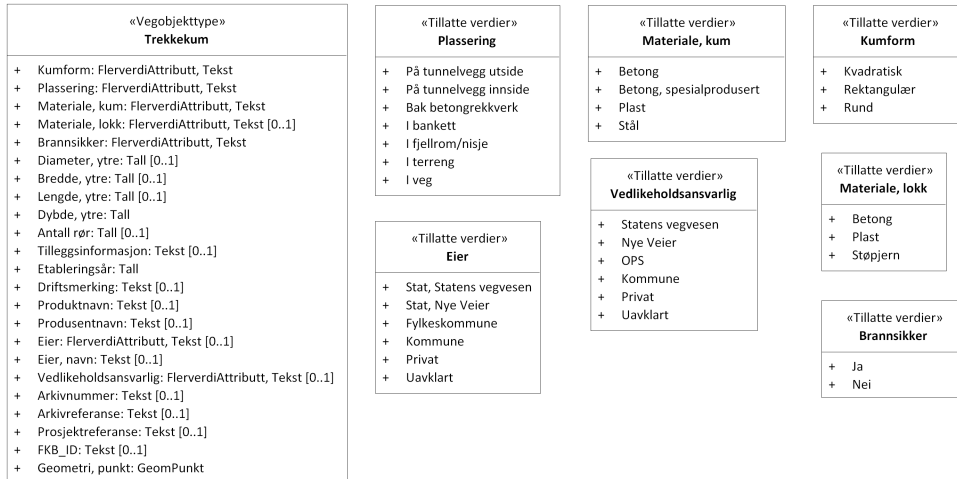 «Vegobjekttype»
Trekkekum
+ Kumform: FlerverdiAttributt, Tekst
+ Plassering: FlerverdiAttributt, Tekst
+ Materiale, kum: FlerverdiAttributt, Tekst
+ Materiale, lokk: FlerverdiAttributt, Tekst [0..1]
+ Brannsikker: FlerverdiAttributt, Tekst
+ Diameter, ytre: Tall [0..1]
+ Bredde, ytre: Tall [0..1]
+ Lengde, ytre: Tall [0..1]
+ Dybde, ytre: Tall
+ Antall rør: Tall [0..1]
+ Tilleggsinformasjon: Tekst [0..1]
+ Etableringsår: Tall
+ Driftsmerking: Tekst [0..1]
+ Produktnavn: Tekst [0..1]
+ Produsentnavn: Tekst [0..1]
+ Eier: FlerverdiAttributt, Tekst [0..1]
+ Eier, navn: Tekst [0..1]
+ Vedlikeholdsansvarlig: FlerverdiAttributt, Tekst [0..1]
+ Arkivnummer: Tekst [0..1]
+ Arkivreferanse: Tekst [0..1]
+ Prosjektreferanse: Tekst [0..1]
+ FKB_ID: Tekst [0..1]
+ Geometri, punkt: GeomPunkt
«Tillatte verdier»
Plassering
+ På tunnelvegg utside
+ På tunnelvegg innside
+ Bak betongrekkverk
+ I bankett
+ I fjellrom/nisje
+ I terreng
+ I veg
«Tillatte verdier»
Eier
+ Stat, Statens vegvesen
+ Stat, Nye Veier
+ Fylkeskommune
+ Kommune
+ Privat
+ Uavklart
«Tillatte verdier»
Materiale, kum
+ Betong
+ Betong, spesialprodusert
+ Plast
+ Stål
«Tillatte verdier»
Vedlikeholdsansvarlig
+ Statens vegvesen
+ Nye Veier
+ OPS
+ Kommune
+ Privat
+ Uavklart
«Tillatte verdier»
Kumform
+ Kvadratisk
+ Rektangulær
+ Rund
«Tillatte verdier»
Materiale, lokk
+ Betong
+ Plast
+ Støpjern
«Tillatte verdier»
Brannsikker
+ Ja
+ Nei